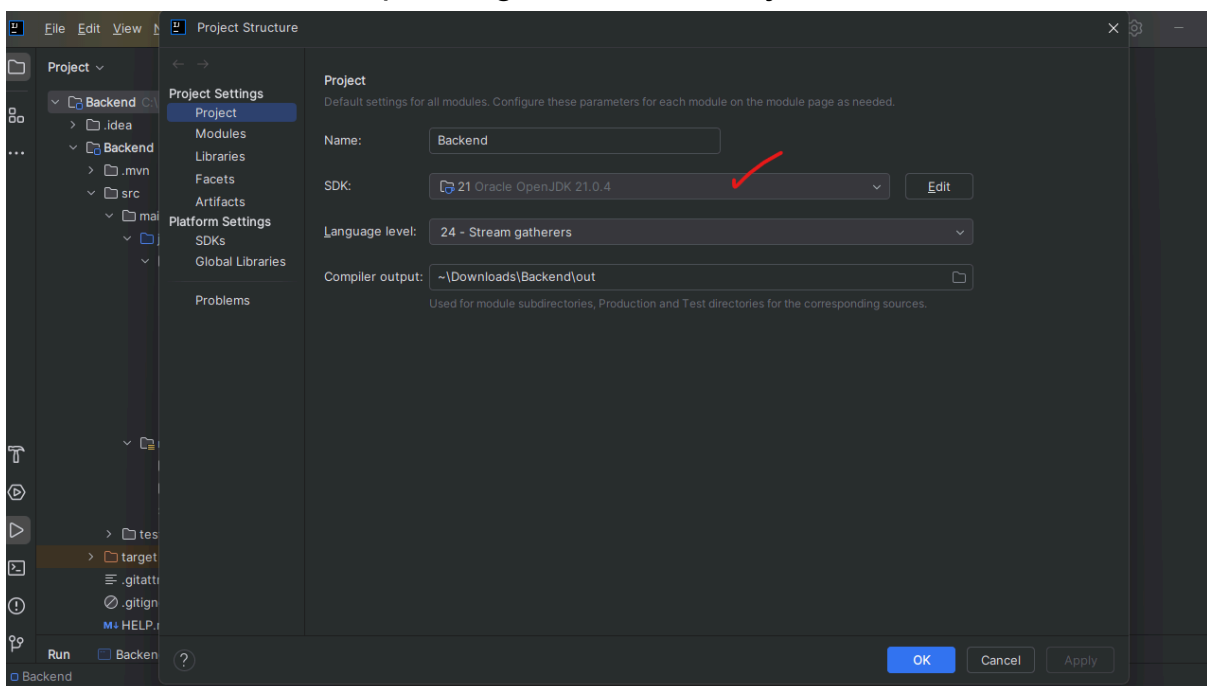 File Edit View
Project Structure
Project
Backend
.idea
Backend
.mvn
src
target
HELP.
Run
Backend
Project Settings
Project
Modules
Libraries
Facets
Artifacts
Platform Settings
SDKs
Global Libraries
Problems
Project
Default settings for all modules. Configure these parameters for each module on the module page as needed.
Name: Backend
SDK: 21 Oracle OpenJDK 21.0.4 Edit
Language level: 24 - Stream gatherers
Compiler output: ~\Downloads\Backend\out
Used for module subdirectories, Production and Test directories for the corresponding sources.
? OK Cancel Apply